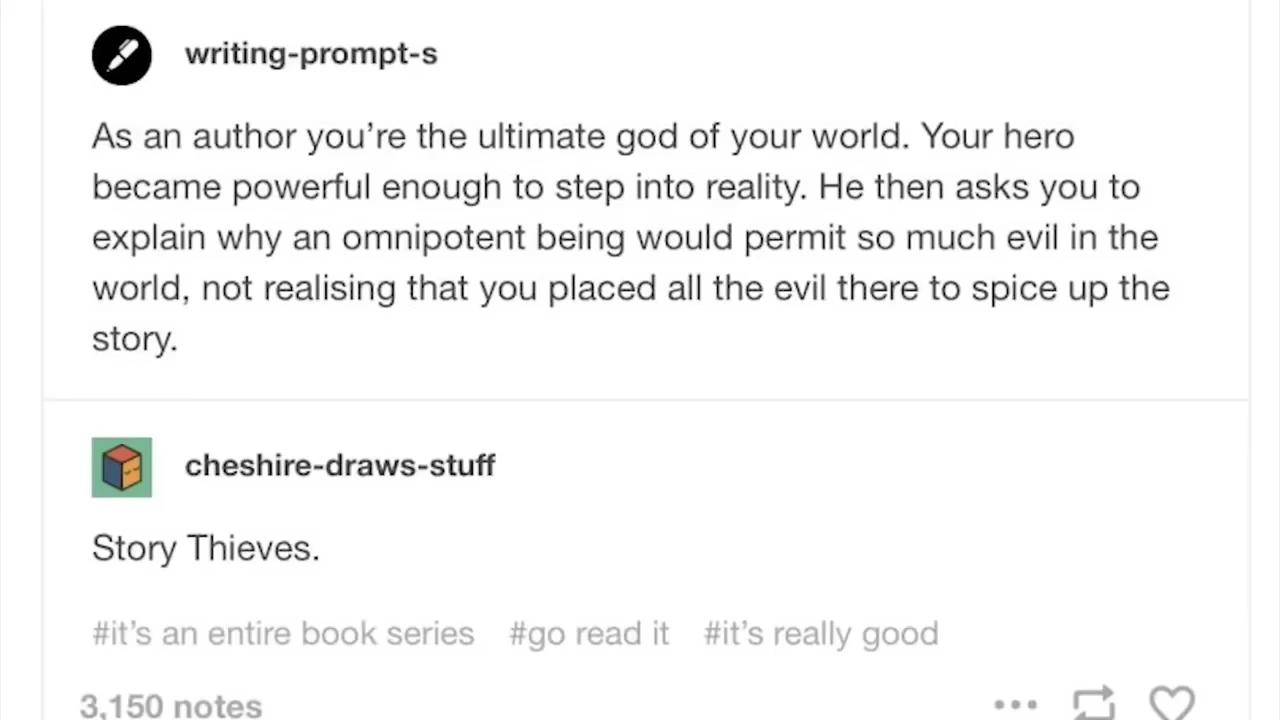 writing-prompt-s
As an author you’re the ultimate god of your world. Your hero
became powerful enough to step into reality. He then asks you to
explain why an omnipotent being would permit so much evil in the
world, not realising that you placed all the evil there to spice up the
story.
cheshire-draws-stuff
Story Thieves.
#it’s an entire book series #go read it #it’s really good
3,150 notes